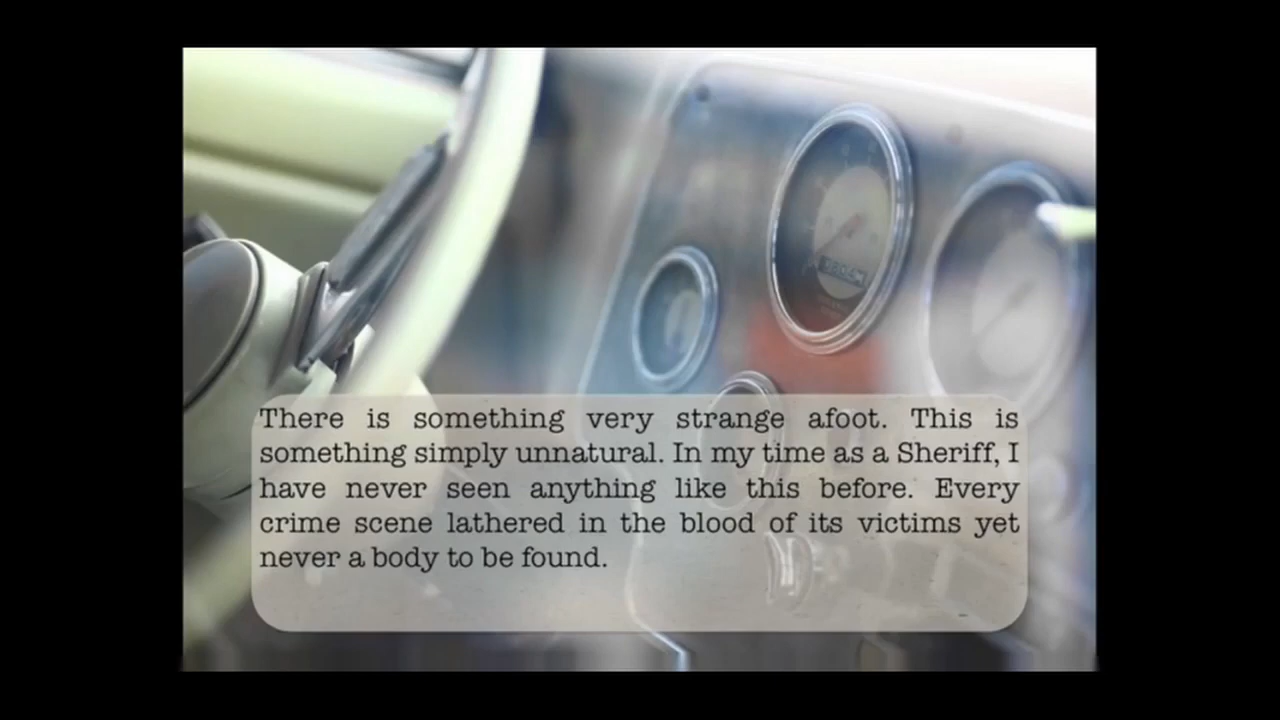 There is something very strange afoot. This is
something simply unnatural. In my time as a Sheriff, I
have never seen anything like this before. Every
crime scene lathered in the blood of its victims yet
never a body to be found.